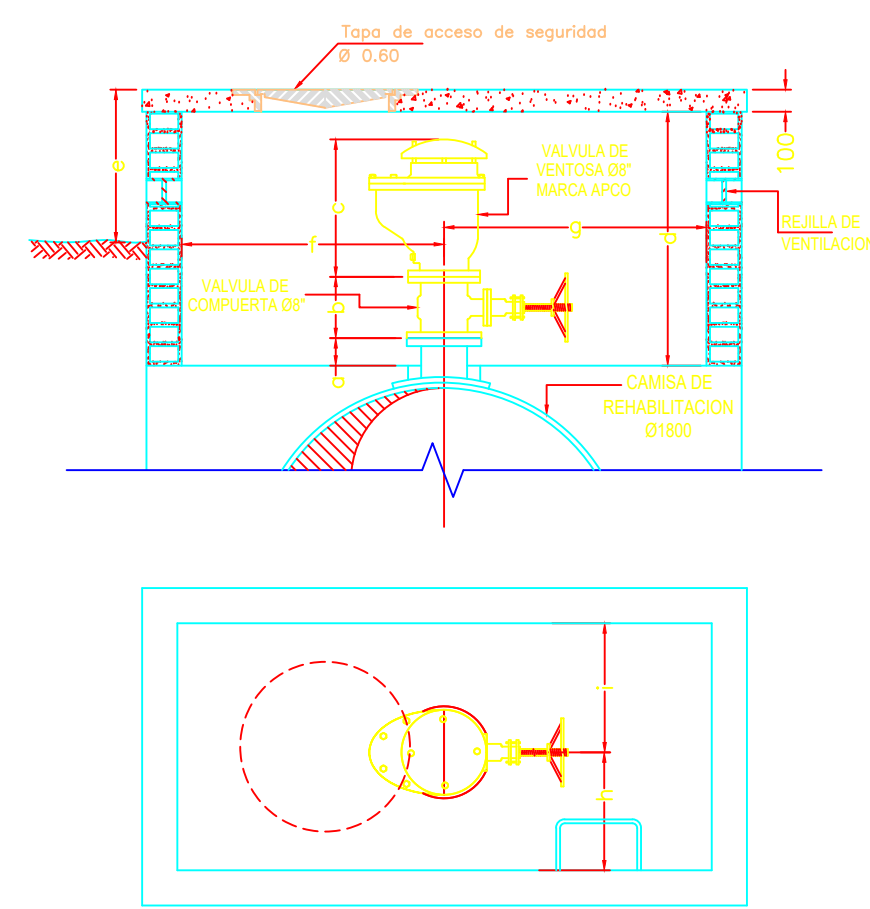 Tapa de acceso de seguridad
Ø 0.60
e
c
VALVULA DE
VENTOSA Ø8"
MARCA APCO
100
f
g
d
REJILLA DE
VENTILACION
VALVULA DE
COMPUERTA Ø8"
b
a
CAMISA DE
REHABILITACION
Ø1800
i
h